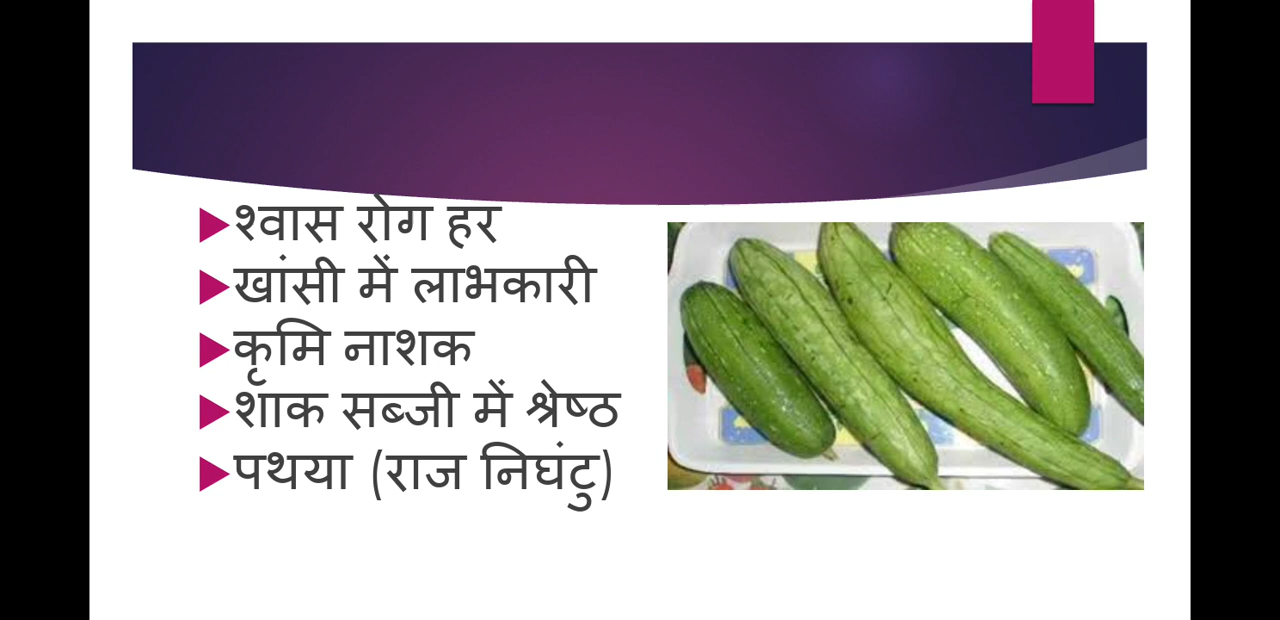 श्वास रोग हर
खांसी में लाभकारी
कृमि नाशक
शाक सब्जी में श्रेष्ठ
पथया (राज निघंटु)